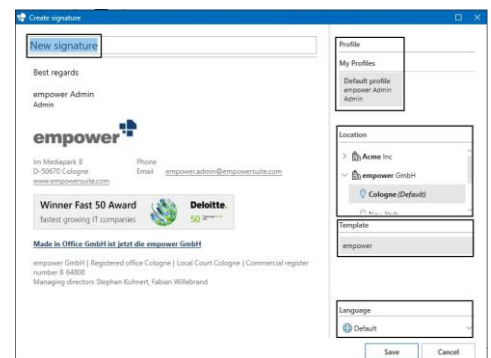 Create signature
New signature
Best regards
empower Admin
Admin
empower
Im Mediapark 8 Phone
D-50670 Cologne Email empower.admin@empowersuite.com
www.empowersuite.com
Winner Fast 50 Award
fastest growing IT companies
Deloitte.
50
Made in Office GmbH ist jetzt die empower GmbH
empower GmbH | Registered office Cologne | Local Court Cologne | Commercial register
number B 64808
Managing directors Stephan Kuhnert, Fabian Willebrand
Profile
My Profiles
Default profile
empower Admin
Admin
Location
Acme Inc
empower GmbH
Cologne (Default)
New York
Template
empower
Language
Default
Save Cancel